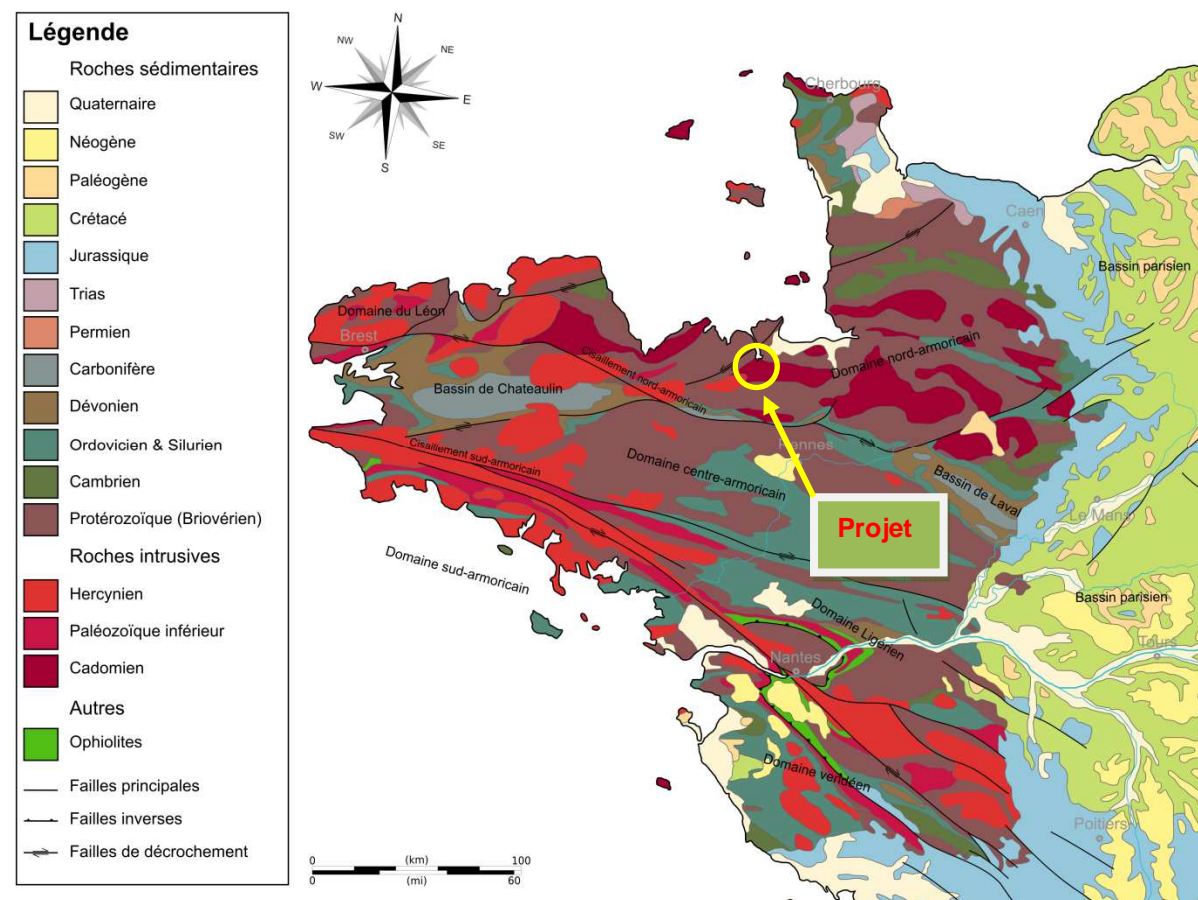 Légende
Roches sédimentaires
Quaternaire
Néogène
Paléogène
Crétacé
Jurassique
Trias
Permien
Carbonifère
Dévonien
Ordovicien & Silurien
Cambrien
Protérozoïque (Briovérien)
Roches intrusives
Hercynien
Paléozoïque inférieur
Cadomien
Autres
Ophiolites
Failles principales
Failles inverses
Failles de décrochement
N
NW
NE
W
E
SW
SE
S
Cherbourg
Caen
Bassin parisien
Domaine du Léon
Brest
Cisaillement nord-armoricain
Domaine nord-armoricain
Bassin de Chateaulin
Cisaillement sud-armoricain
Rennes
Domaine centre-armoricain
Bassin de Laval
Le Mans
Projet
Domaine sud-armoricain
Bassin parisien
Domaine Ligérien
Tours
Nantes
Domaine vendéen
Poitiers
0 (km) 100
0 (mi) 60